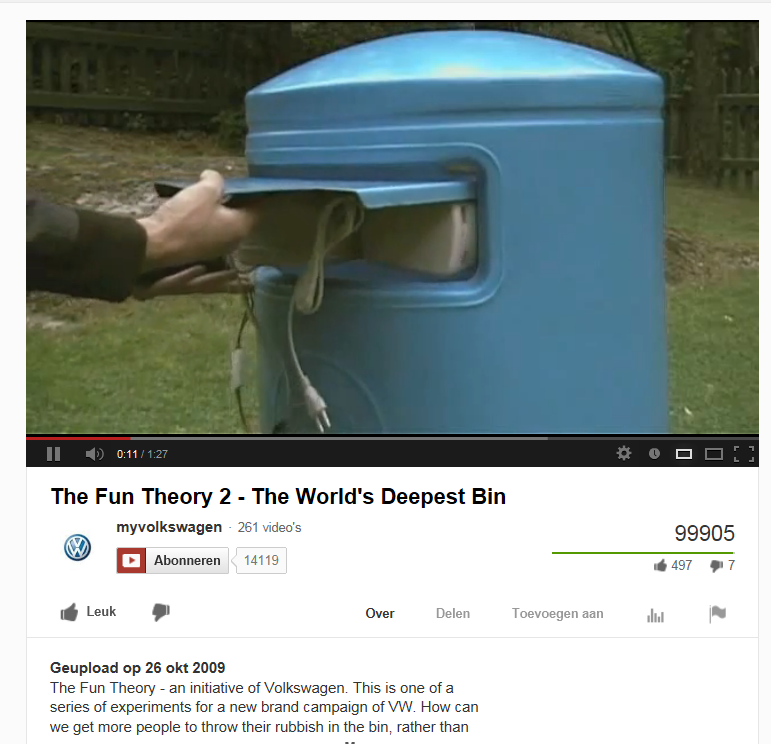 0:11 / 1:27
The Fun Theory 2 - The World's Deepest Bin
myvolkswagen · 261 video's
Abonneren 14119
99905
497 7
Leuk
Over Delen Toevoegen aan
Geupload op 26 okt 2009
The Fun Theory - an initiative of Volkswagen. This is one of a
series of experiments for a new brand campaign of VW. How can
we get more people to throw their rubbish in the bin, rather than